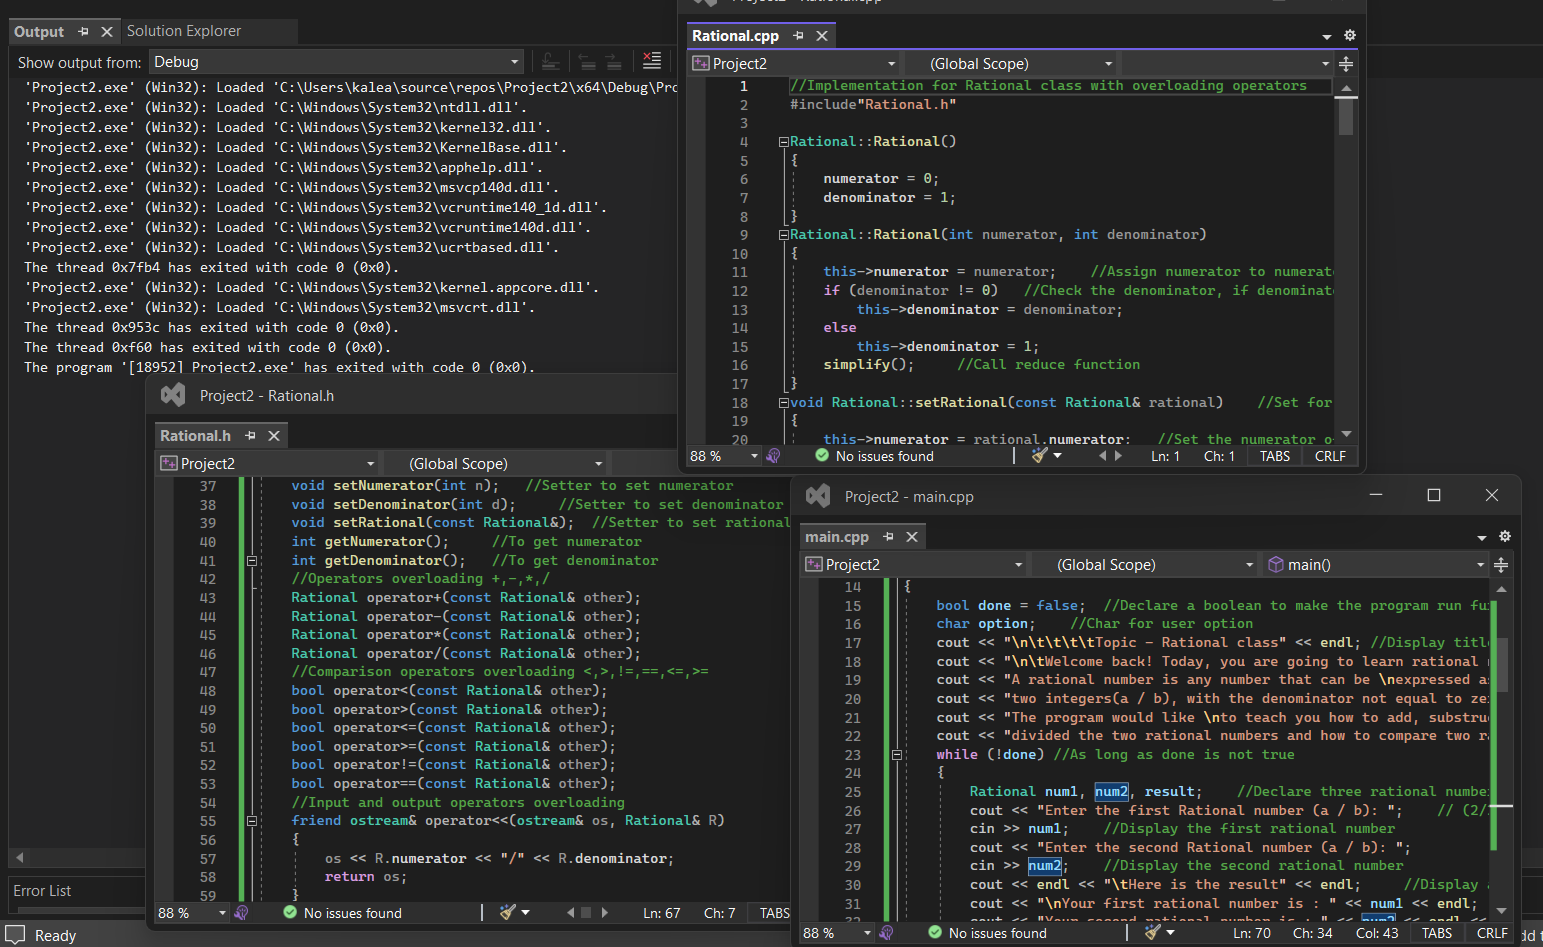 Output
Solution Explorer
Show output from: Debug
'Project2.exe' (Win32): Loaded 'C:\Users\kalea\source\repos\Project2\x64\Debug\Pro
'Project2.exe' (Win32): Loaded 'C:\Windows\System32\ntdll.dll'.
'Project2.exe' (Win32): Loaded 'C:\Windows\System32\kernel32.dll'.
'Project2.exe' (Win32): Loaded 'C:\Windows\System32\KernelBase.dll'.
'Project2.exe' (Win32): Loaded 'C:\Windows\System32\apphelp.dll'.
'Project2.exe' (Win32): Loaded 'C:\Windows\System32\msvcp140d.dll'.
'Project2.exe' (Win32): Loaded 'C:\Windows\System32\vcruntime140_1d.dll'.
'Project2.exe' (Win32): Loaded 'C:\Windows\System32\vcruntime140d.dll'.
'Project2.exe' (Win32): Loaded 'C:\Windows\System32\ucrtbased.dll'.
The thread 0x7fb4 has exited with code 0 (0x0).
'Project2.exe' (Win32): Loaded 'C:\Windows\System32\kernel.appcore.dll'.
'Project2.exe' (Win32): Loaded 'C:\Windows\System32\msvcrt.dll'.
The thread 0x953c has exited with code 0 (0x0).
The thread 0xf60 has exited with code 0 (0x0).
The program '[18952] Project2.exe' has exited with code 0 (0x0).
Error List
Ready
Rational.cpp
Project2 (Global Scope)
1 //Implementation for Rational class with overloading operators
2 #include"Rational.h"
3
4 Rational::Rational()
5 {
6 numerator = 0;
7 denominator = 1;
8 }
9 Rational::Rational(int numerator, int denominator)
10 {
11 this->numerator = numerator; //Assign numerator to numerat
12 if (denominator != 0) //Check the denominator, if denominat
13 this->denominator = denominator;
14 else
15 this->denominator = 1;
16 simplify(); //Call reduce function
17 }
18 void Rational::setRational(const Rational& rational) //Set for
19 {
20 this->numerator = rational.numerator; //Set the numerator o
88 % No issues found Ln: 1 Ch: 1 TABS CRLF
Project2 - Rational.h
Rational.h
Project2 (Global Scope)
37 void setNumerator(int n); //Setter to set numerator
38 void setDenominator(int d); //Setter to set denominator
39 void setRational(const Rational&); //Setter to set rational
40 int getNumerator(); //To get numerator
41 int getDenominator(); //To get denominator
42 //Operators overloading +,-,*,/
43 Rational operator+(const Rational& other);
44 Rational operator-(const Rational& other);
45 Rational operator*(const Rational& other);
46 Rational operator/(const Rational& other);
47 //Comparison operators overloading <,>,!=,==,<=,>=
48 bool operator<(const Rational& other);
49 bool operator>(const Rational& other);
50 bool operator<=(const Rational& other);
51 bool operator>=(const Rational& other);
52 bool operator!=(const Rational& other);
53 bool operator==(const Rational& other);
54 //Input and output operators overloading
55 friend ostream& operator<<(ostream& os, Rational& R)
56 {
57 os << R.numerator << "/" << R.denominator;
58 return os;
59 }
88 % No issues found Ln: 67 Ch: 7 TABS
Project2 - main.cpp
main.cpp
Project2 (Global Scope) main()
14 {
15 bool done = false; //Declare a boolean to make the program run fu
16 char option; //Char for user option
17 cout << "\n\t\t\t\tTopic - Rational class" << endl; //Display titl
18 cout << "\n\tWelcome back! Today, you are going to learn rational
19 cout << "A rational number is any number that can be \nexpressed a
20 cout << "two integers(a / b), with the denominator not equal to ze
21 cout << "The program would like \nto teach you how to add, substru
22 cout << "divided the two rational numbers and how to compare two
23 while (!done) //As long as done is not true
24 {
25 Rational num1, num2, result; //Declare three rational numbe
26 cout << "Enter the first Rational number (a / b): "; // (2/
27 cin >> num1; //Display the first rational number
28 cout << "Enter the second Rational number (a / b): ";
29 cin >> num2; //Display the second rational number
30 cout << endl << "\tHere is the result" << endl; //Display
31 cout << "\nYour first rational number is : " << num1 << endl;
32 cout << "Your second rational number is : " << num2 << endl <<
88 % No issues found Ln: 70 Ch: 34 Col: 43 TABS CRLF